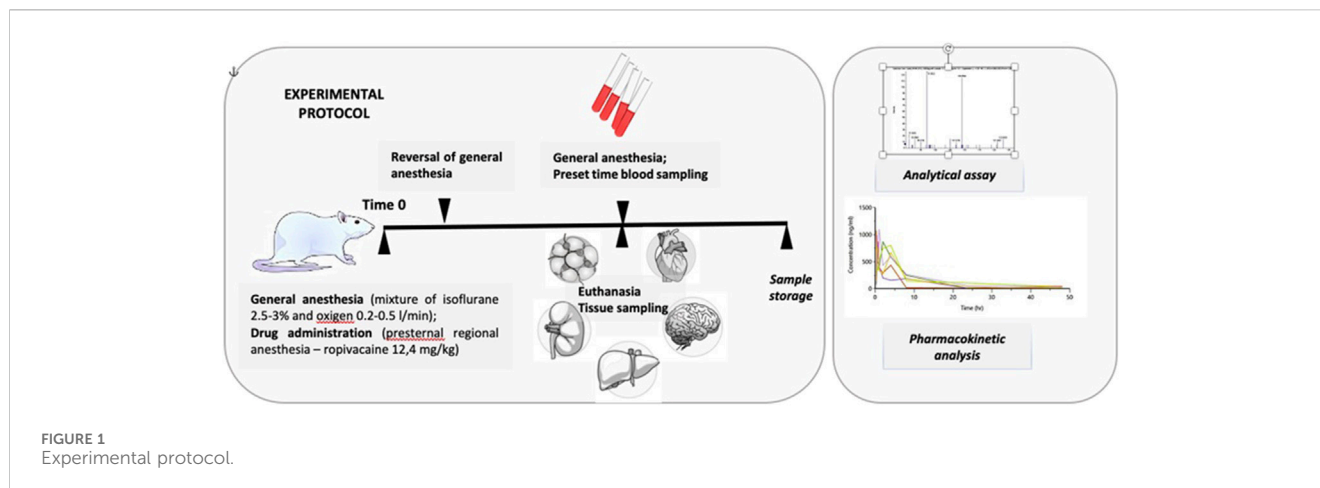 EXPERIMENTAL
PROTOCOL
Reversal of general
anesthesia
General anesthesia;
Preset time blood sampling
Time 0
Euthanasia
Tissue sampling
Sample
storage
General anesthesia (mixture of isoflurane
2.5-3% and oxigen 0.2-0.5 l/min);
Drug administration (presternal regional
anesthesia – ropivacaine 12,4 mg/kg)
Analytical assay
Concentration (ng/ml)
1500
1000
500
0
0
10
20
30
40
50
Time (hr)
Pharmacokinetic
analysis
FIGURE 1
Experimental protocol.